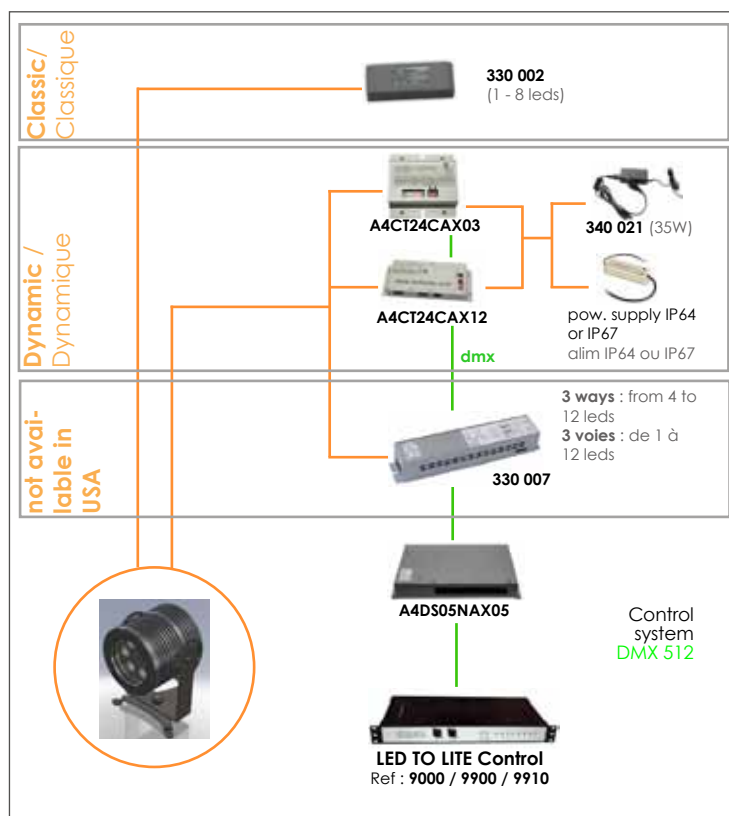 Classic/
Classique
330 002
(1 - 8 leds)
Dynamic /
Dynamique
A4CT24CAX03
340 021 (35W)
A4CT24CAX12
pow. supply IP64
or IP67
alim IP64 ou IP67
dmx
not avai-
lable in
USA
3 ways : from 4 to
12 leds
3 voies : de 1 à
12 leds
330 007
A4DS05NAX05
Control
system
DMX 512
LED TO LITE Control
Ref : 9000 / 9900 / 9910